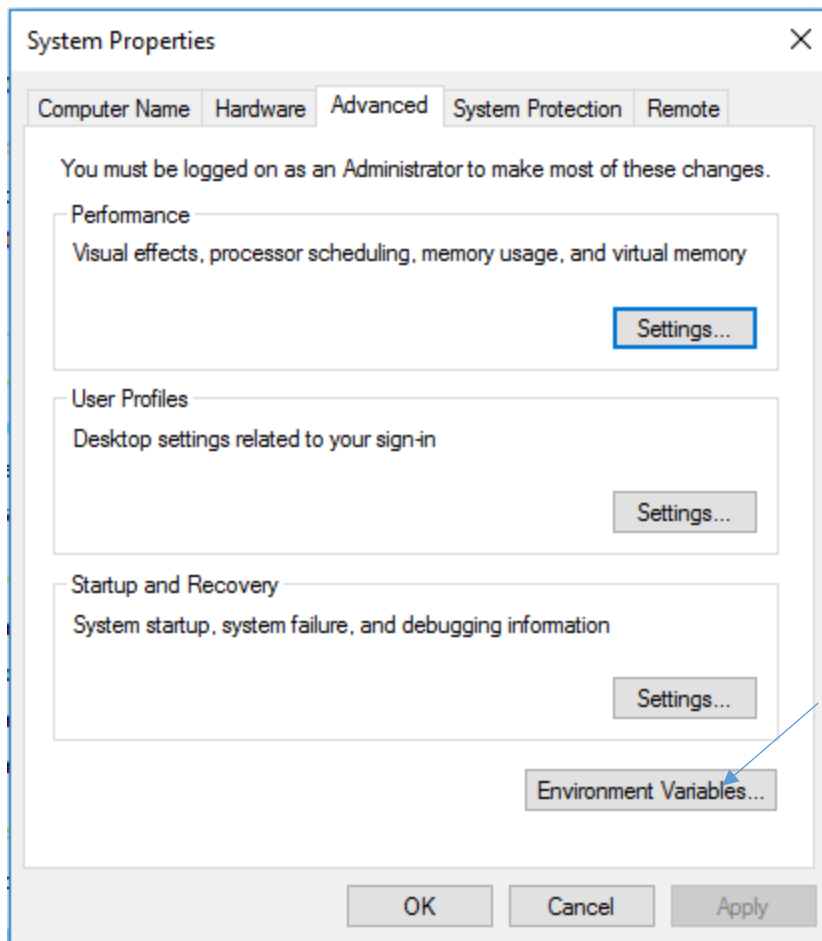 System Properties
Computer Name Hardware Advanced System Protection Remote
You must be logged on as an Administrator to make most of these changes.
Performance
Visual effects, processor scheduling, memory usage, and virtual memory
Settings...
User Profiles
Desktop settings related to your sign-in
Settings...
Startup and Recovery
System startup, system failure, and debugging information
Settings...
Environment Variables...
OK Cancel Apply